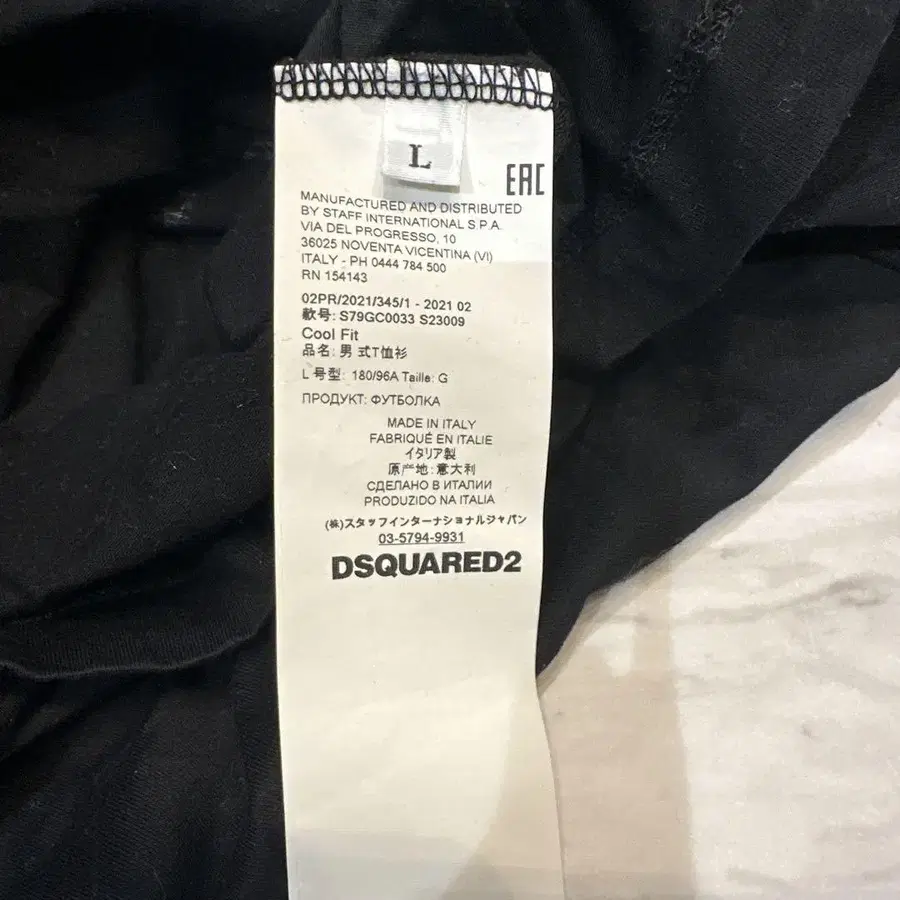 L
EAC
MANUFACTURED AND DISTRIBUTED
BY STAFF INTERNATIONAL S.P.A.
VIA DEL PROGRESSO, 10
36025 NOVENTA VICENTINA (VI)
ITALY - PH 0444 784 500
RN 154143
02PR/2021/345/1 - 2021 02
款号: S79GC0033 S23009
Cool Fit
品名: 男 式T恤衫
L 号型: 180/96A Taille: G
ПРОДУКТ: ФУТБОЛКА
MADE IN ITALY
FABRIQUÉ EN ITALIE
イタリア製
原产地: 意大利
СДЕЛАНО В ИТАЛИИ
PRODUZIDO NA ITALIA
(株)スタッフインターナショナルジャパン
03-5794-9931
DSQUARED2